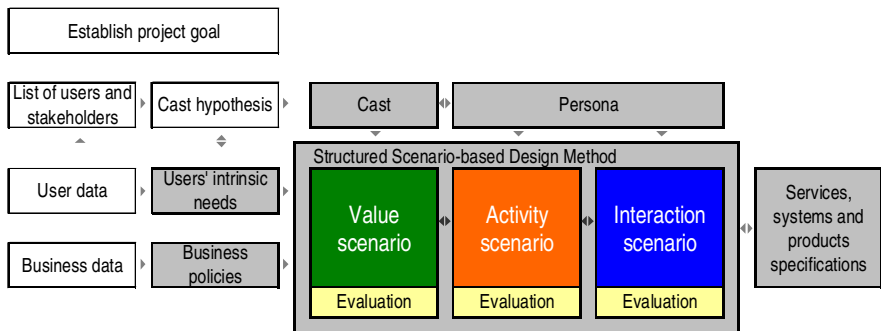 Establish project goal
List of users and
stakeholders
Cast hypothesis
Cast
Persona
Structured Scenario-based Design Method
User data
Users' intrinsic
needs
Value
scenario
Activity
scenario
Interaction
scenario
Services,
systems and
products
specifications
Business data
Business
policies
Evaluation
Evaluation
Evaluation